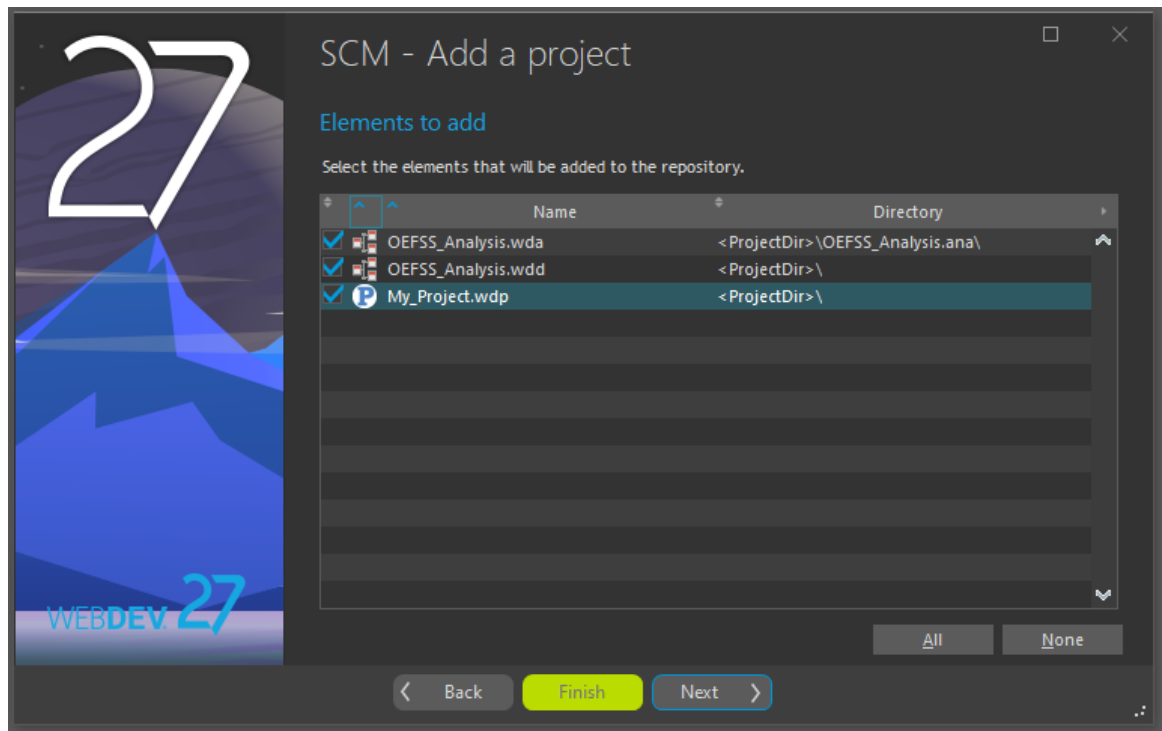 27
SCM - Add a project
Elements to add
Select the elements that will be added to the repository.
Name Directory
OEFSS_Analysis.wda <ProjectDir>\OEFSS_Analysis.ana\
OEFSS_Analysis.wdd <ProjectDir>\
P My_Project.wdp <ProjectDir>\
WEBDEV 27
All None
Back Finish Next